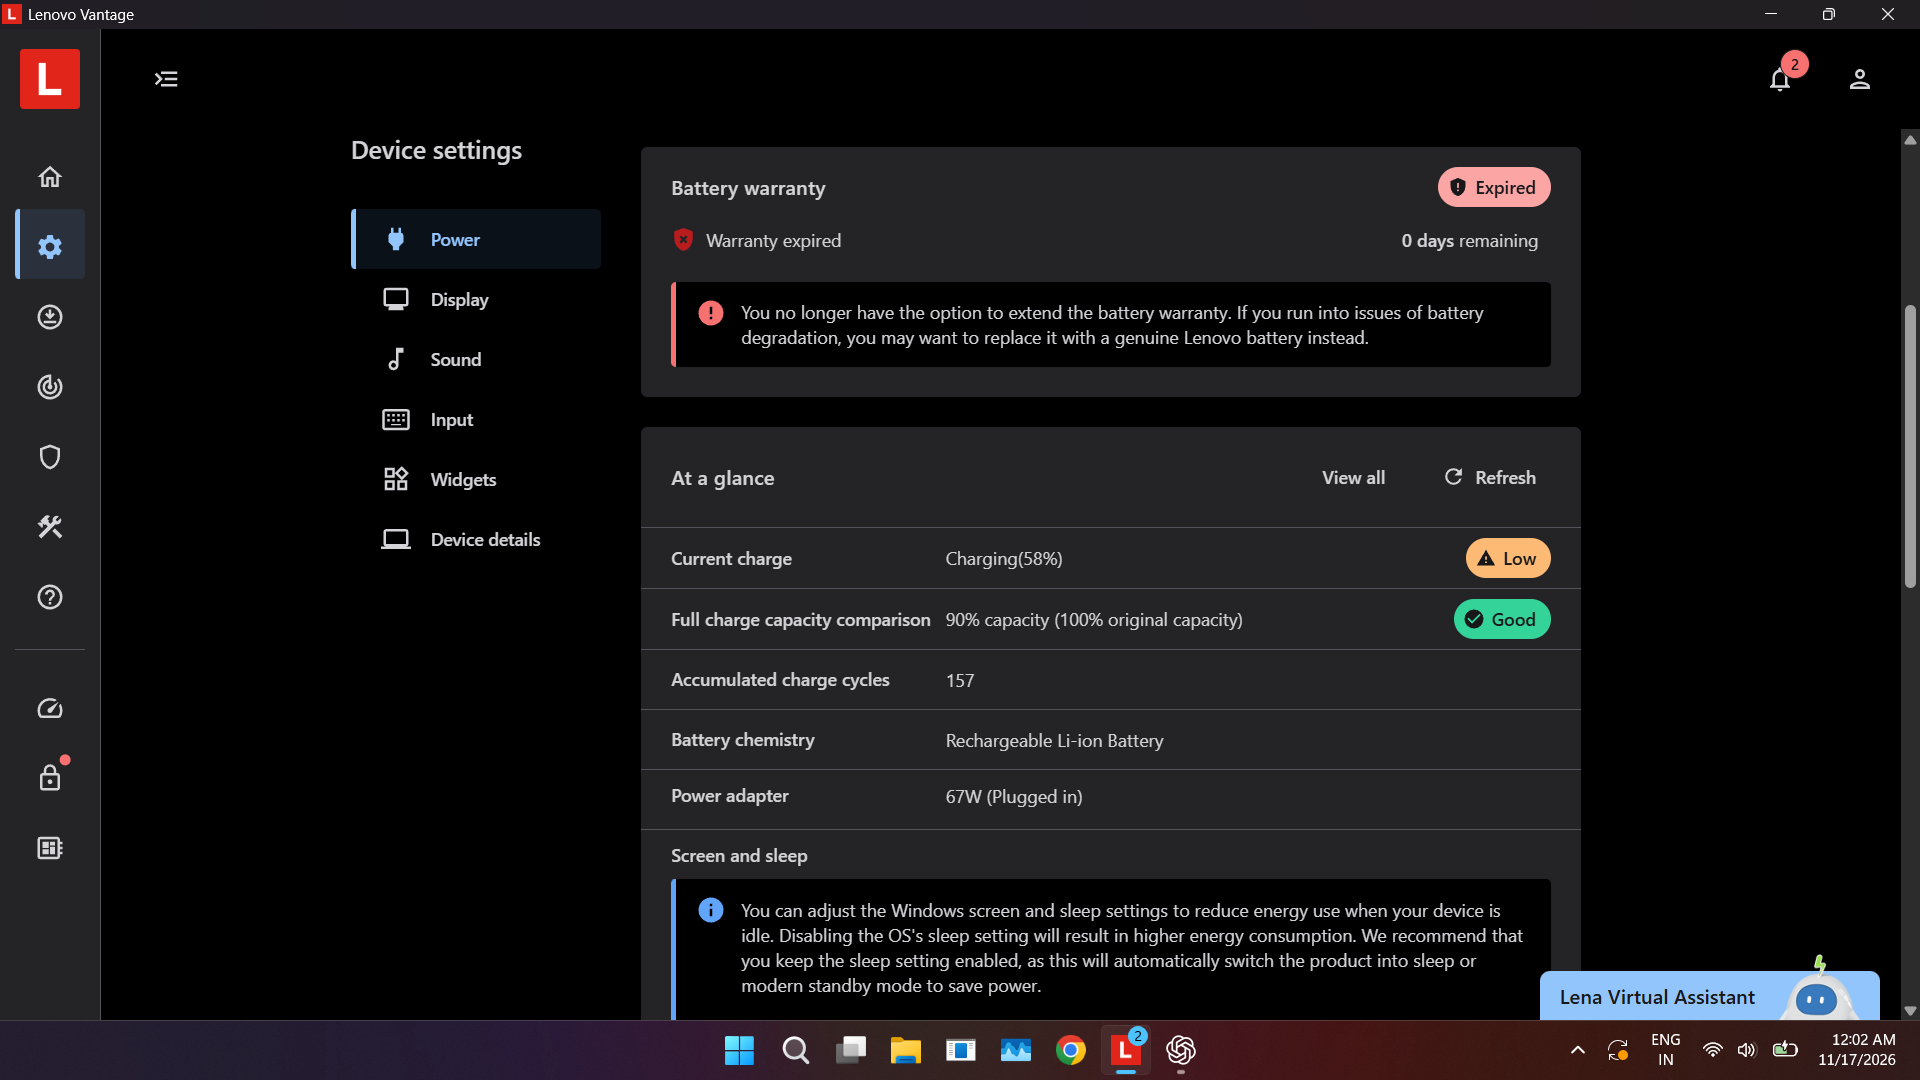 L Lenovo Vantage
L
2
Device settings
Power
Display
Sound
Input
Widgets
Device details
Battery warranty
Expired
Warranty expired
0 days remaining
You no longer have the option to extend the battery warranty. If you run into issues of battery
degradation, you may want to replace it with a genuine Lenovo battery instead.
At a glance
View all
Refresh
Current charge
Charging(58%)
Low
Full charge capacity comparison
90% capacity (100% original capacity)
Good
Accumulated charge cycles
157
Battery chemistry
Rechargeable Li-ion Battery
Power adapter
67W (Plugged in)
Screen and sleep
You can adjust the Windows screen and sleep settings to reduce energy use when your device is
idle. Disabling the OS's sleep setting will result in higher energy consumption. We recommend that
you keep the sleep setting enabled, as this will automatically switch the product into sleep or
modern standby mode to save power.
Lena Virtual Assistant
L
2
ENG
IN
12:02 AM
11/17/2026